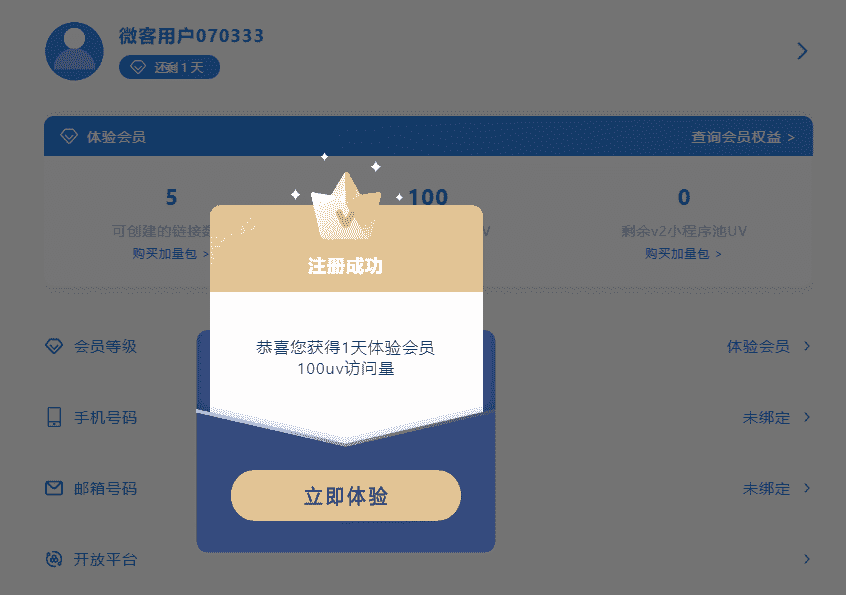 微客用户070333
还剩1天
体验会员
查询会员权益 >
5
100
0
可创建的链接
V
剩余v2小程序池UV
购买加量包 >
购买加量包 >
注册成功
恭喜您获得1天体验会员
100uv访问量
立即体验
会员等级
体验会员
手机号码
未绑定
邮箱号码
未绑定
开放平台